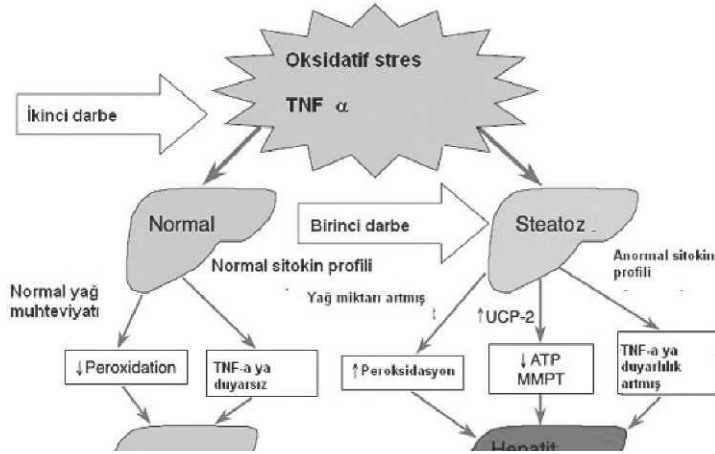 Oksidatif stres
TNF α
İkinci darbe
Normal
Birinci darbe
Steatoz
Normal sitokin profili
Anormal sitokin
profili
Normal yağ
muhteviyatı
Yağ miktarı artmış
↑UCP-2
↓Peroxidation
TNF-a ya
duyarsız
↑Peroksidasyon
↓ATP
MMPT
TNF-a ya
duyarlılık
artmış
Hepatit